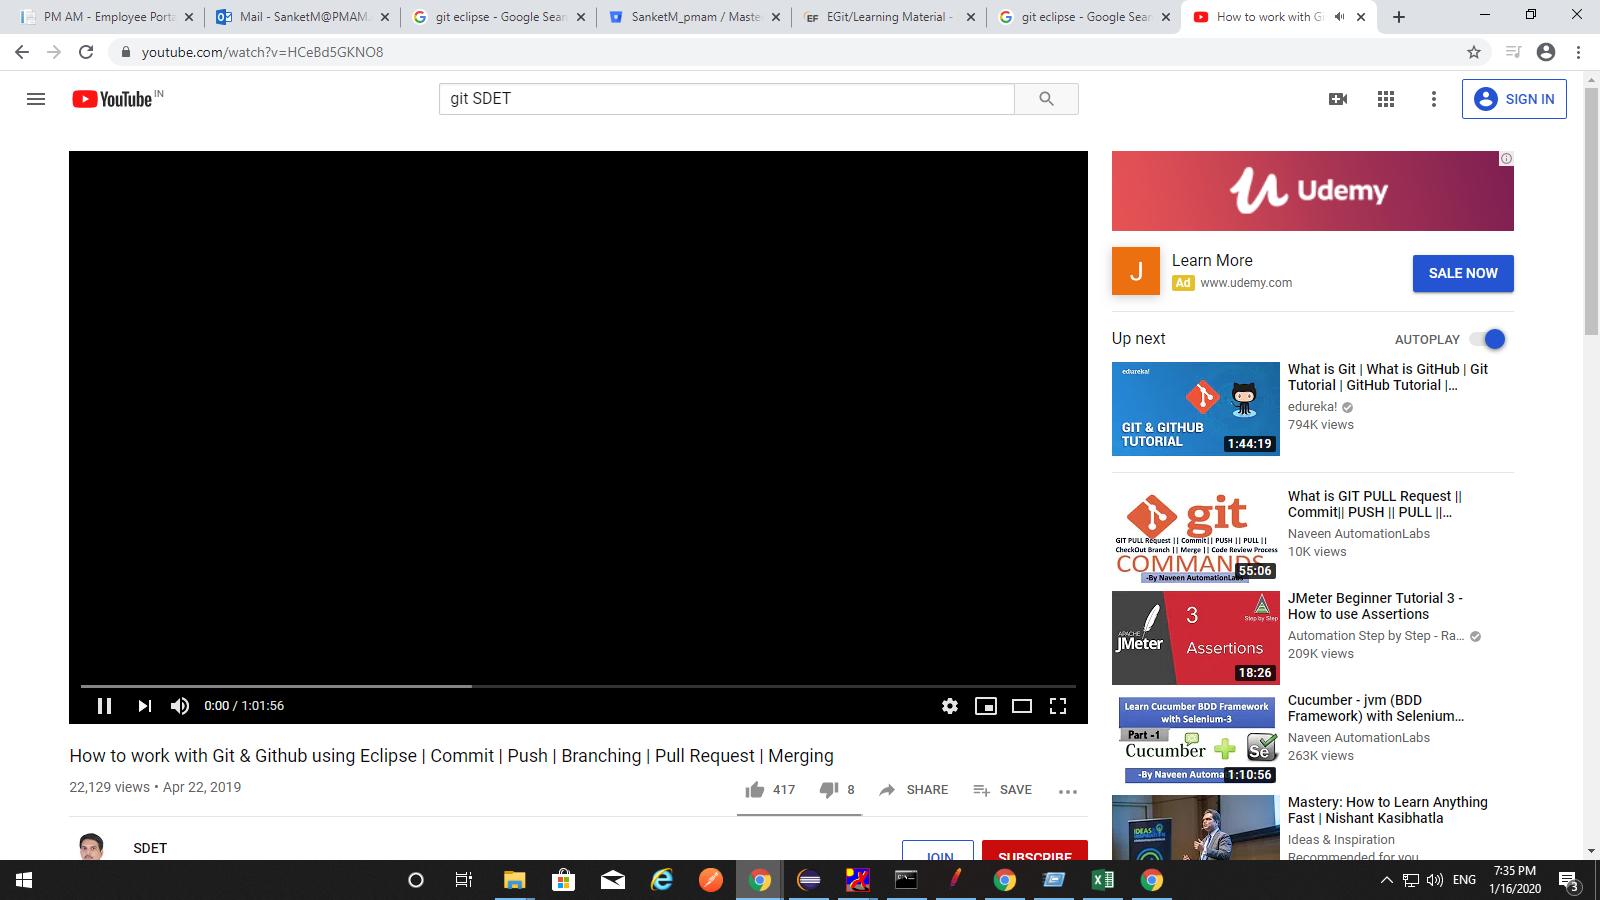 PM AM - Employee Porta
Mail - SanketM@PMAM.
git eclipse - Google Sear
SanketM_pmam / Maste
EGit/Learning Material -
git eclipse - Google Sear
How to work with G
youtube.com/watch?v=HCeBd5GKNO8
YouTube IN
git SDET
SIGN IN
Udemy
J
Learn More
Ad www.udemy.com
SALE NOW
Up next
AUTOPLAY
edureka!
GIT & GITHUB
TUTORIAL
1:44:19
What is Git | What is GitHub | Git
Tutorial | GitHub Tutorial |...
edureka!
794K views
git
GIT PULL Request || Commit|| PUSH || PULL ||
CheckOut Branch || Merge || Code Review Process
COMMANDS
-By Naveen AutomationLabs
55:06
What is GIT PULL Request ||
Commit|| PUSH || PULL ||...
Naveen AutomationLabs
10K views
APACHE
JMeter
3
Step by Step
Assertions
18:26
JMeter Beginner Tutorial 3 -
How to use Assertions
Automation Step by Step - Ra...
209K views
Learn Cucumber BDD Framework
with Selenium-3
Part -1
Cucumber
Se
-By Naveen Automa
1:10:56
Cucumber - jvm (BDD
Framework) with Selenium...
Naveen AutomationLabs
263K views
IDEAS &
INSPIRATION
Mastery: How to Learn Anything
Fast | Nishant Kasibhatla
Ideas & Inspiration
Recommended for you
0:00 / 1:01:56
How to work with Git & Github using Eclipse | Commit | Push | Branching | Pull Request | Merging
22,129 views • Apr 22, 2019
417
8
SHARE
SAVE
SDET
JOIN
SUBSCRIBE
ENG
7:35 PM
1/16/2020
3